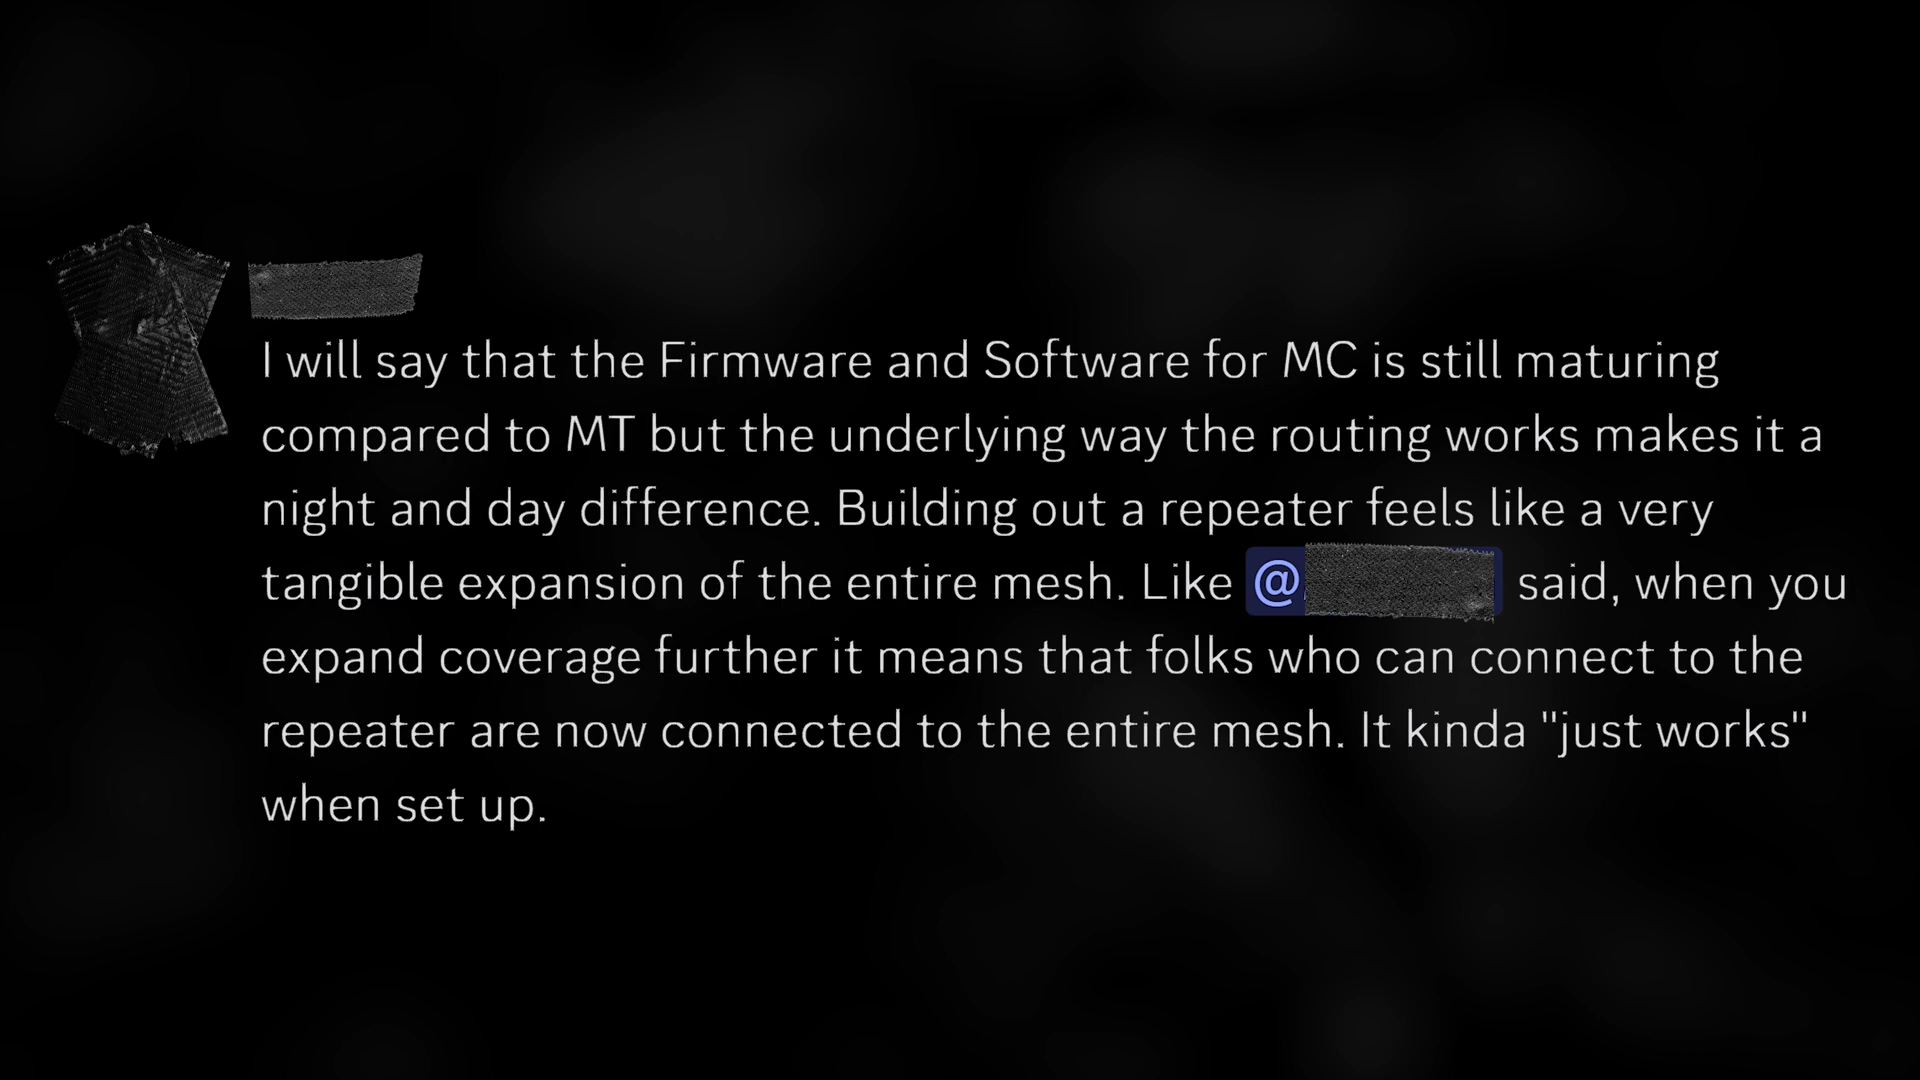 I will say that the Firmware and Software for MC is still maturing
compared to MT but the underlying way the routing works makes it a
night and day difference. Building out a repeater feels like a very
tangible expansion of the entire mesh. Like @ said, when you
expand coverage further it means that folks who can connect to the
repeater are now connected to the entire mesh. It kinda "just works"
when set up.